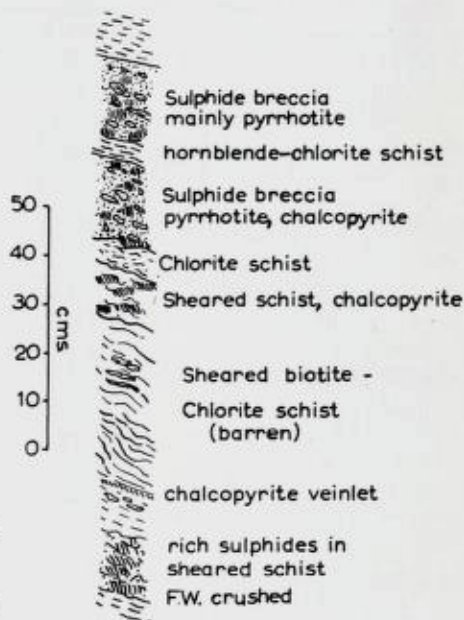 Sulphide breccia
mainly pyrrhotite
hornblende-chlorite schist
Sulphide breccia
pyrrhotite, chalcopyrite
Chlorite schist
Sheared schist, chalcopyrite
Sheared biotite -
Chlorite schist
(barren)
chalcopyrite veinlet
rich sulphides in
sheared schist
F.W. crushed
50
40
30
20
10
0
cms